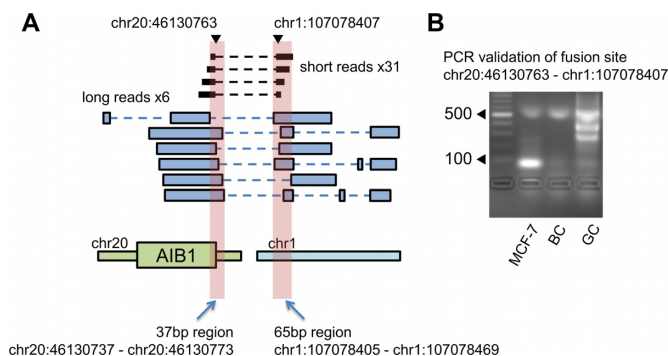 A
chr20:46130763
chr1:107078407
short reads x31
long reads x6
chr20
AIB1
chr1
37bp region
chr20:46130737 - chr20:46130773
65bp region
chr1:107078405 - chr1:107078469
B
PCR validation of fusion site
chr20:46130763 - chr1:107078407
500
100
MCF-7
BC
GC